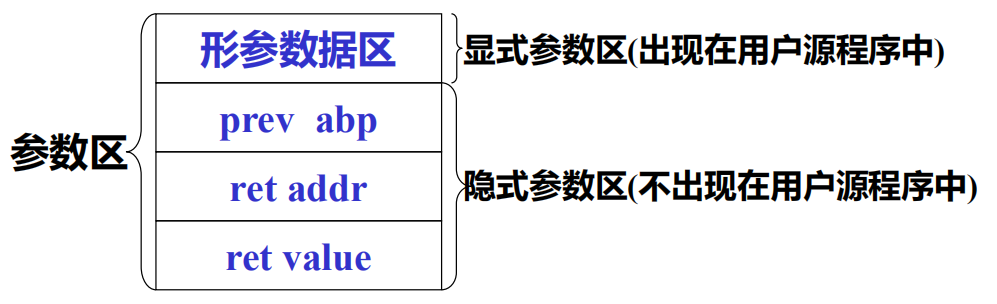 形参数据区
显式参数区(出现在用户源程序中)
prev abp
参数区
ret addr
隐式参数区(不出现在用户源程序中)
ret value